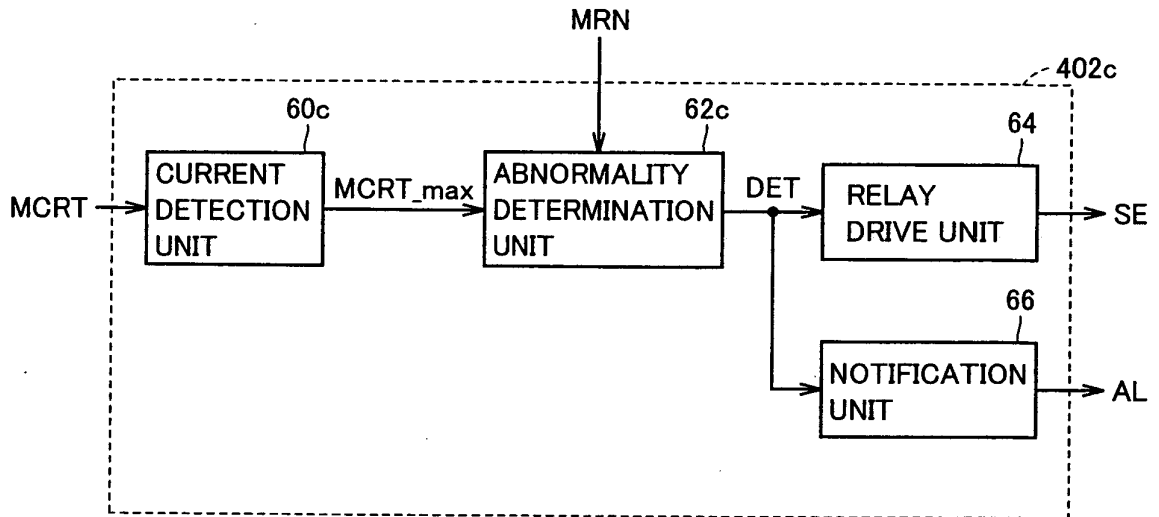 MRN
402c
60c
62c
64
MCRT
CURRENT
DETECTION
UNIT
MCRT_max
ABNORMALITY
DETERMINATION
UNIT
DET
RELAY
DRIVE UNIT
SE
66
NOTIFICATION
UNIT
AL